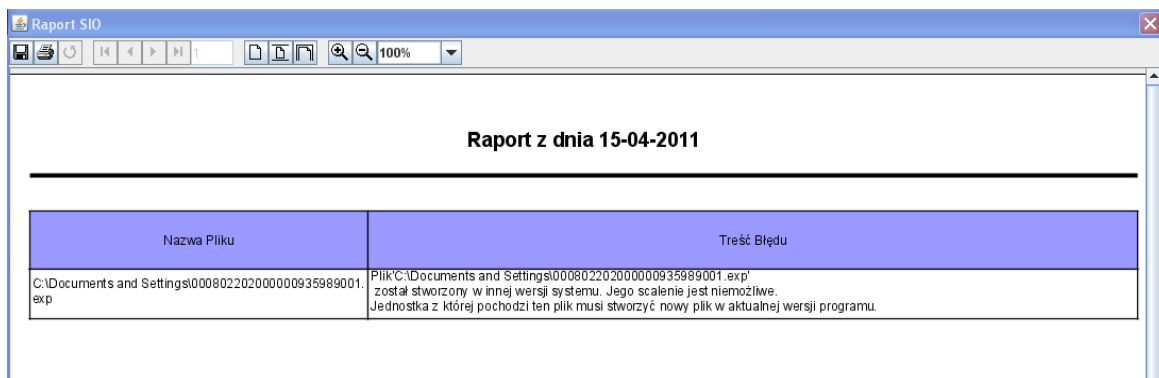 Raport SIO
1
100%
Raport z dnia 15-04-2011
Nazwa Pliku
Treść Błędu
C:\Documents and Settings\000802202000000935989001.
exp
Plik'C:\Documents and Settings\000802202000000935989001.exp'
został stworzony w innej wersji systemu. Jego scalenie jest niemożliwe.
Jednostka z której pochodzi ten plik musi stworzyć nowy plik w aktualnej wersji programu.